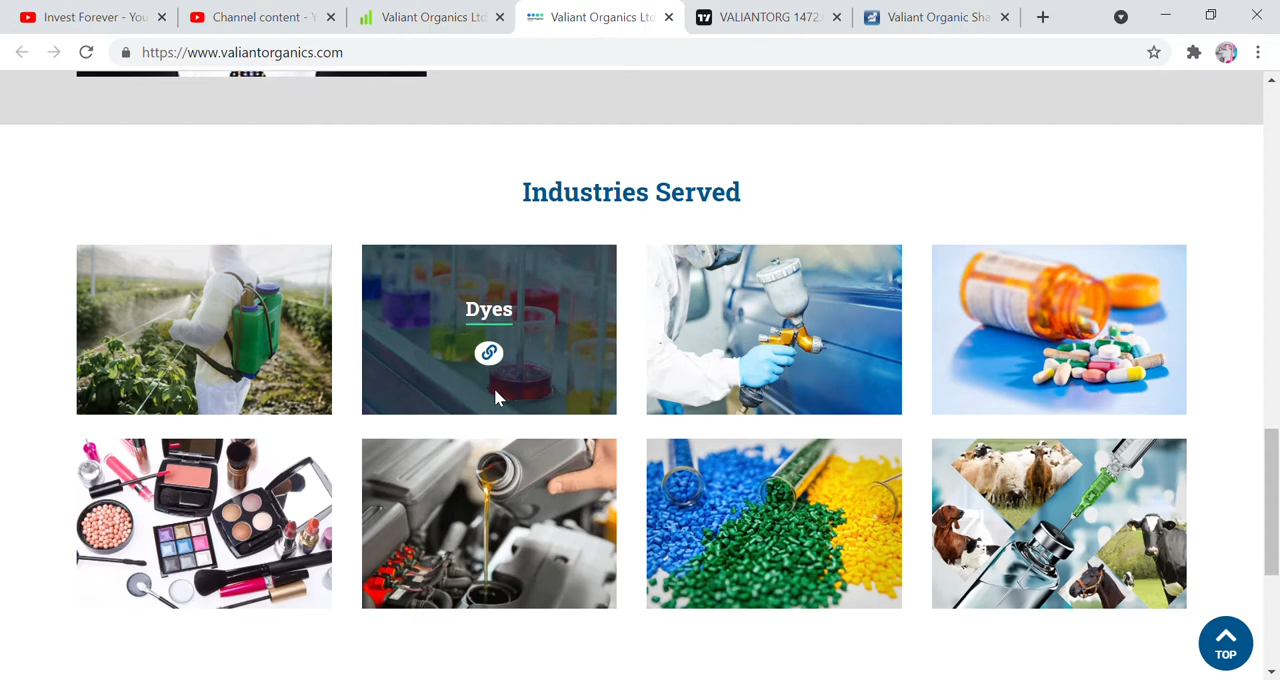 Invest Forever - You
Channel content - Y
Valiant Organics Ltd
Valiant Organics Ltd
VALIANTORG 1472.
Valiant Organic Sha
https://www.valiantorganics.com
Industries Served
Dyes
TOP